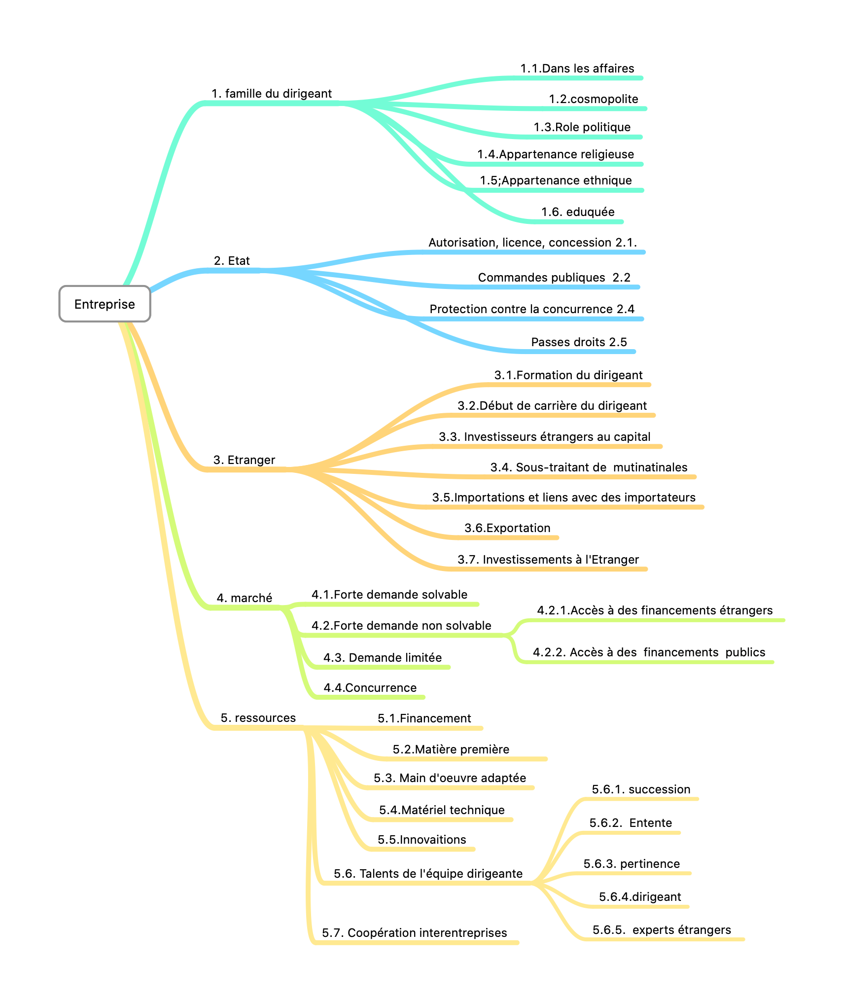 1.1.Dans les affaires
1. famille du dirigeant
1.2.cosmopolite
1.3.Role politique
1.4.Appartenance religieuse
1.5;Appartenance ethnique
1.6. eduquée
Autorisation, licence, concession 2.1.
2. Etat
Commandes publiques  2.2
Entreprise
Protection contre la concurrence 2.4
Passes droits 2.5
3.1.Formation du dirigeant
3.2.Début de carrière du dirigeant
3.3. Investisseurs étrangers au capital
3. Etranger
3.4. Sous-traitant de  mutinatinales
3.5.Importations et liens avec des importateurs
3.6.Exportation
3.7. Investissements à l'Etranger
4. marché
4.1.Forte demande solvable
4.2.Forte demande non solvable
4.2.1.Accès à des financements étrangers
4.2.2. Accès à des  financements  publics
4.3. Demande limitée
4.4.Concurrence
5. ressources
5.1.Financement
5.2.Matière première
5.3. Main d'oeuvre adaptée
5.4.Matériel technique
5.5.Innovaitions
5.6. Talents de l'équipe dirigeante
5.6.1. succession
5.6.2.  Entente
5.6.3. pertinence
5.6.4.dirigeant
5.6.5.  experts étrangers
5.7. Coopération interentreprises